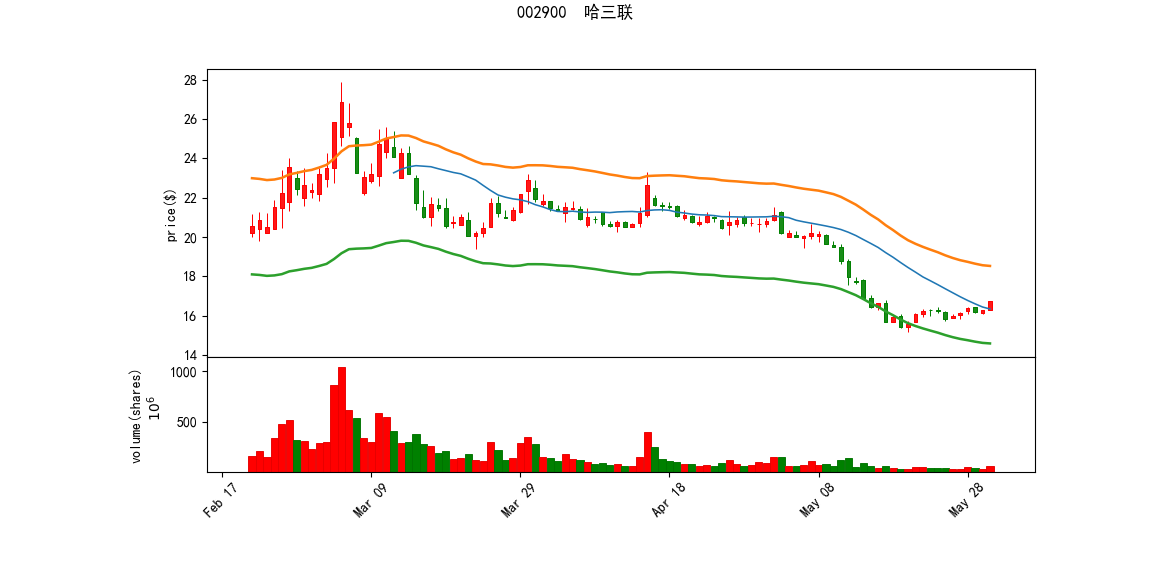 002900 哈三联
28
26
24
22
20
18
16
14
price($)
1000
500
volume(shares)
10^6
Feb 17
Mar 09
Mar 29
Apr 18
May 08
May 28